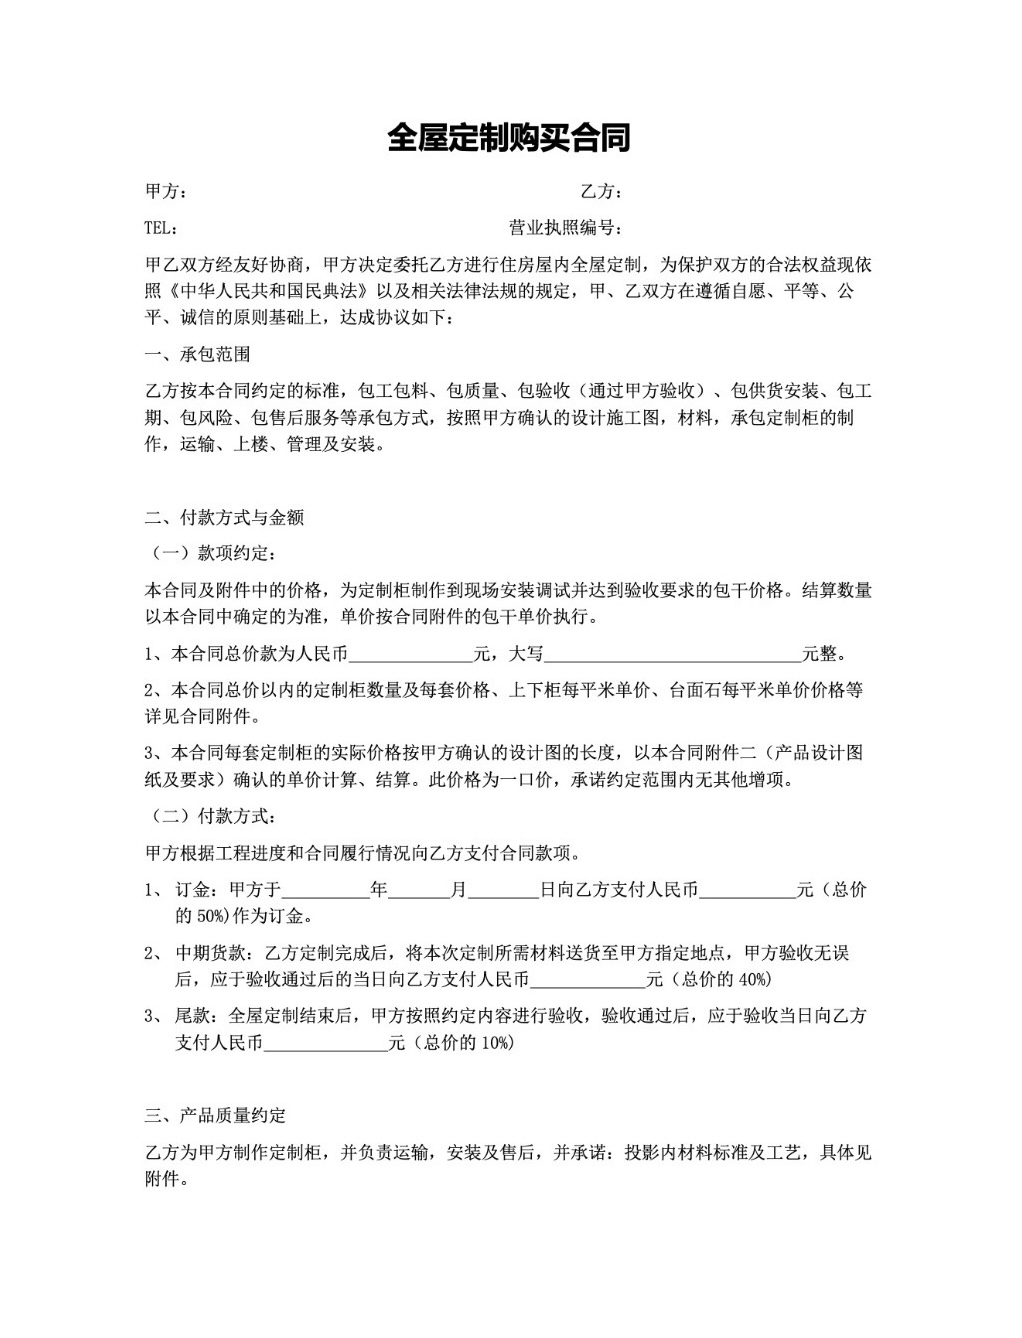 全屋定制购买合同
甲方： 乙方：
TEL： 营业执照编号：
甲乙双方经友好协商，甲方决定委托乙方进行住房屋内全屋定制，为保护双方的合法权益现依
照《中华人民共和国民典法》以及相关法律法规的规定，甲、乙双方在遵循自愿、平等、公
平、诚信的原则基础上，达成协议如下：
一、承包范围
乙方按本合同约定的标准，包工包料、包质量、包验收（通过甲方验收）、包供货安装、包工
期、包风险、包售后服务等承包方式，按照甲方确认的设计施工图，材料，承包定制柜的制
作，运输、上楼、管理及安装。
二、付款方式与金额
（一）款项约定：
本合同及附件中的价格，为定制柜制作到现场安装调试并达到验收要求的包干价格。结算数量
以本合同中确定的为准，单价按合同附件的包干单价执行。
1、本合同总价款为人民币______________元，大写_____________________________元整。
2、本合同总价以内的定制柜数量及每套价格、上下柜每平米单价、台面石每平米单价价格等
详见合同附件。
3、本合同每套定制柜的实际价格按甲方确认的设计图的长度，以本合同附件二（产品设计图
纸及要求）确认的单价计算、结算。此价格为一口价，承诺约定范围内无其他增项。
（二）付款方式：
甲方根据工程进度和合同履行情况向乙方支付合同款项。
1、 订金：甲方于__________年_______月________日向乙方支付人民币___________元（总价
的 50%)作为订金。
2、 中期货款：乙方定制完成后，将本次定制所需材料送货至甲方指定地点，甲方验收无误
后，应于验收通过后的当日向乙方支付人民币_____________元（总价的 40%)
3、 尾款：全屋定制结束后，甲方按照约定内容进行验收，验收通过后，应于验收当日向乙方
支付人民币______________元（总价的 10%)
三、产品质量约定
乙方为甲方制作定制柜，并负责运输，安装及售后，并承诺：投影内材料标准及工艺，具体见
附件。